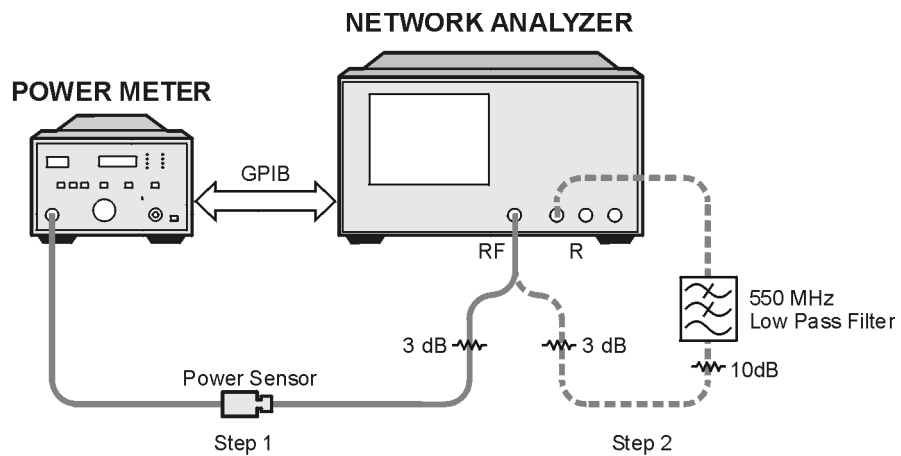 NETWORK ANALYZER
POWER METER
GPIB
RF
R
550 MHz
Low Pass Filter
3 dB
3 dB
10dB
Power Sensor
Step 1
Step 2